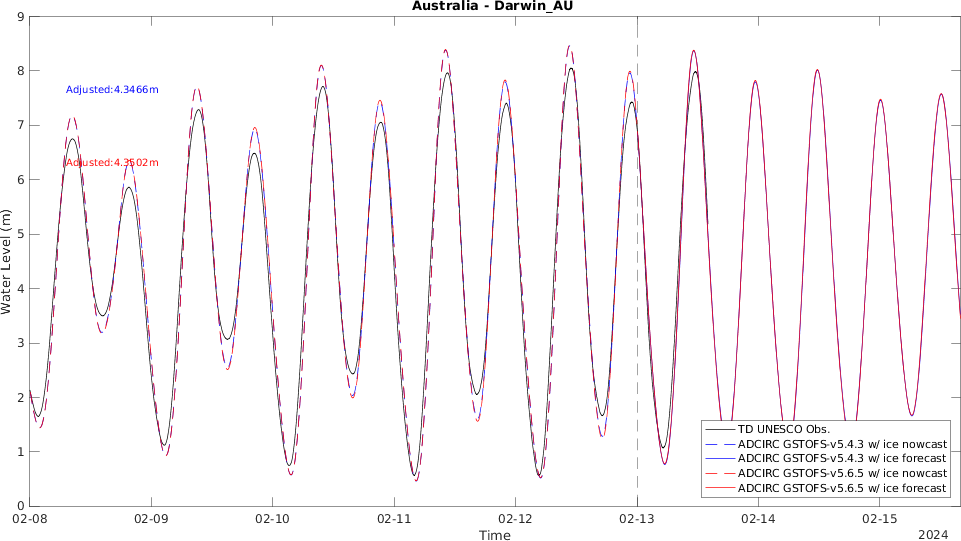 Australia - Darwin_AU
9
8
Adjusted:4.3466m
7
Adjusted:4.3502m
6
5
Water Level (m)
4
3
2
1
0
TD UNESCO Obs.
ADCIRC GSTOFS-v5.4.3 w/ ice nowcast
ADCIRC GSTOFS-v5.4.3 w/ ice forecast
ADCIRC GSTOFS-v5.6.5 w/ ice nowcast
ADCIRC GSTOFS-v5.6.5 w/ ice forecast
02-08 02-09 02-10 02-11 02-12 02-13 02-14 02-15
Time
2024